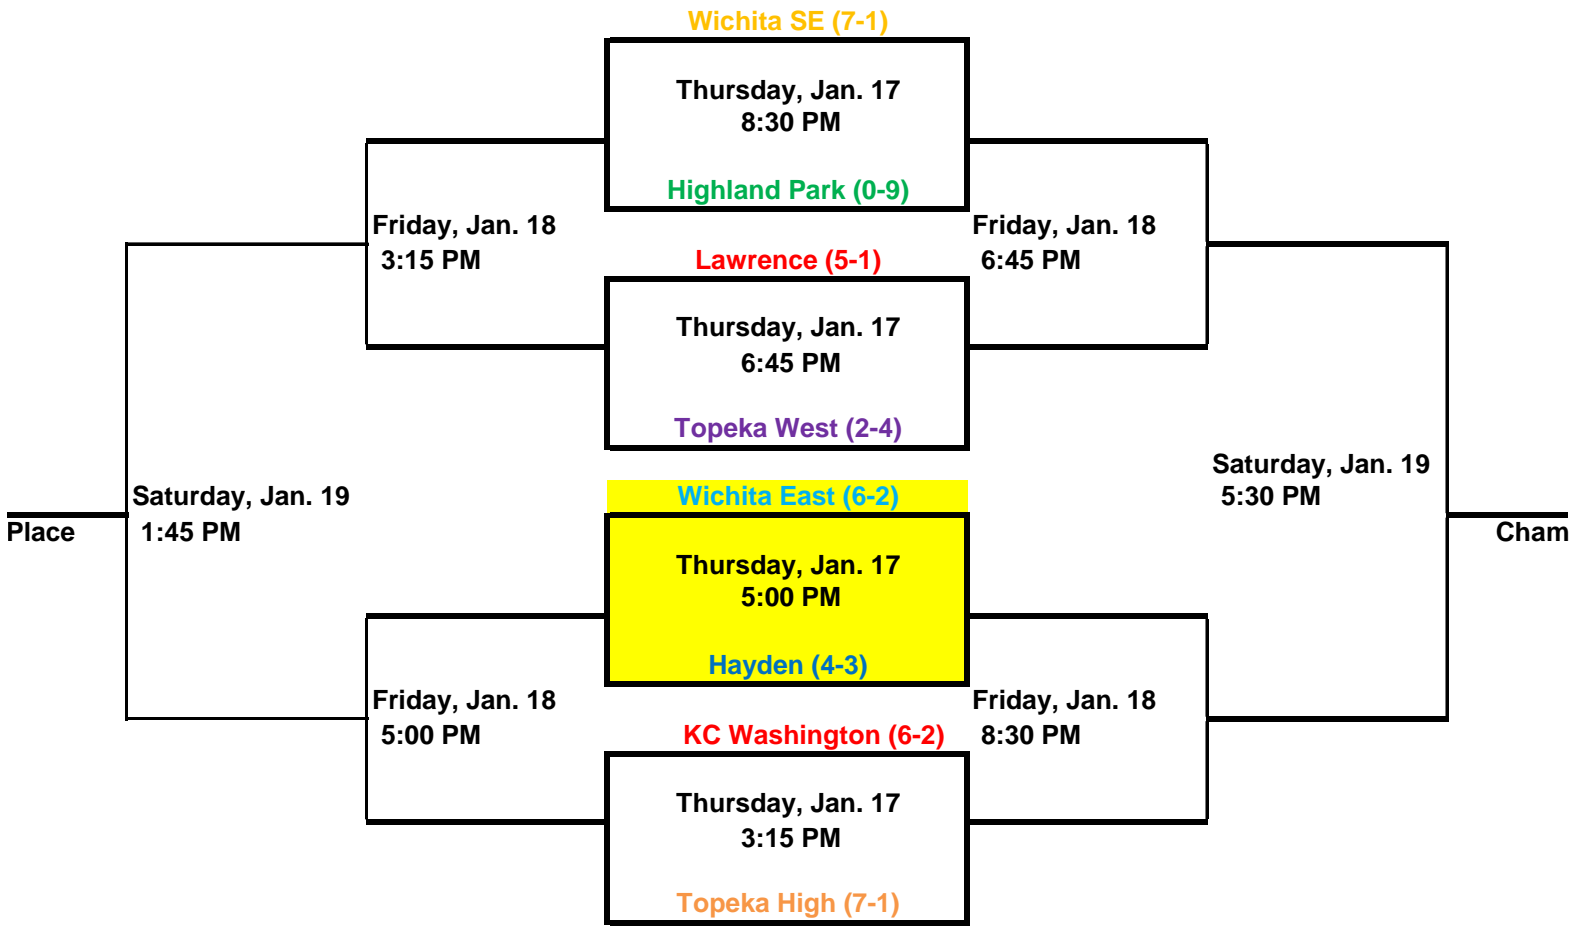 Wichita SE (7-1)
Thursday, Jan. 17
8:30 PM
Highland Park (0-9)
Friday, Jan. 18
3:15 PM
Friday, Jan. 18
6:45 PM
Lawrence (5-1)
Thursday, Jan. 17
6:45 PM
Topeka West (2-4)
Saturday, Jan. 19
5:30 PM
Saturday, Jan. 19
1:45 PM
Wichita East (6-2)
Place
Cham
Thursday, Jan. 17
5:00 PM
Hayden (4-3)
Friday, Jan. 18
5:00 PM
Friday, Jan. 18
8:30 PM
KC Washington (6-2)
Thursday, Jan. 17
3:15 PM
Topeka High (7-1)